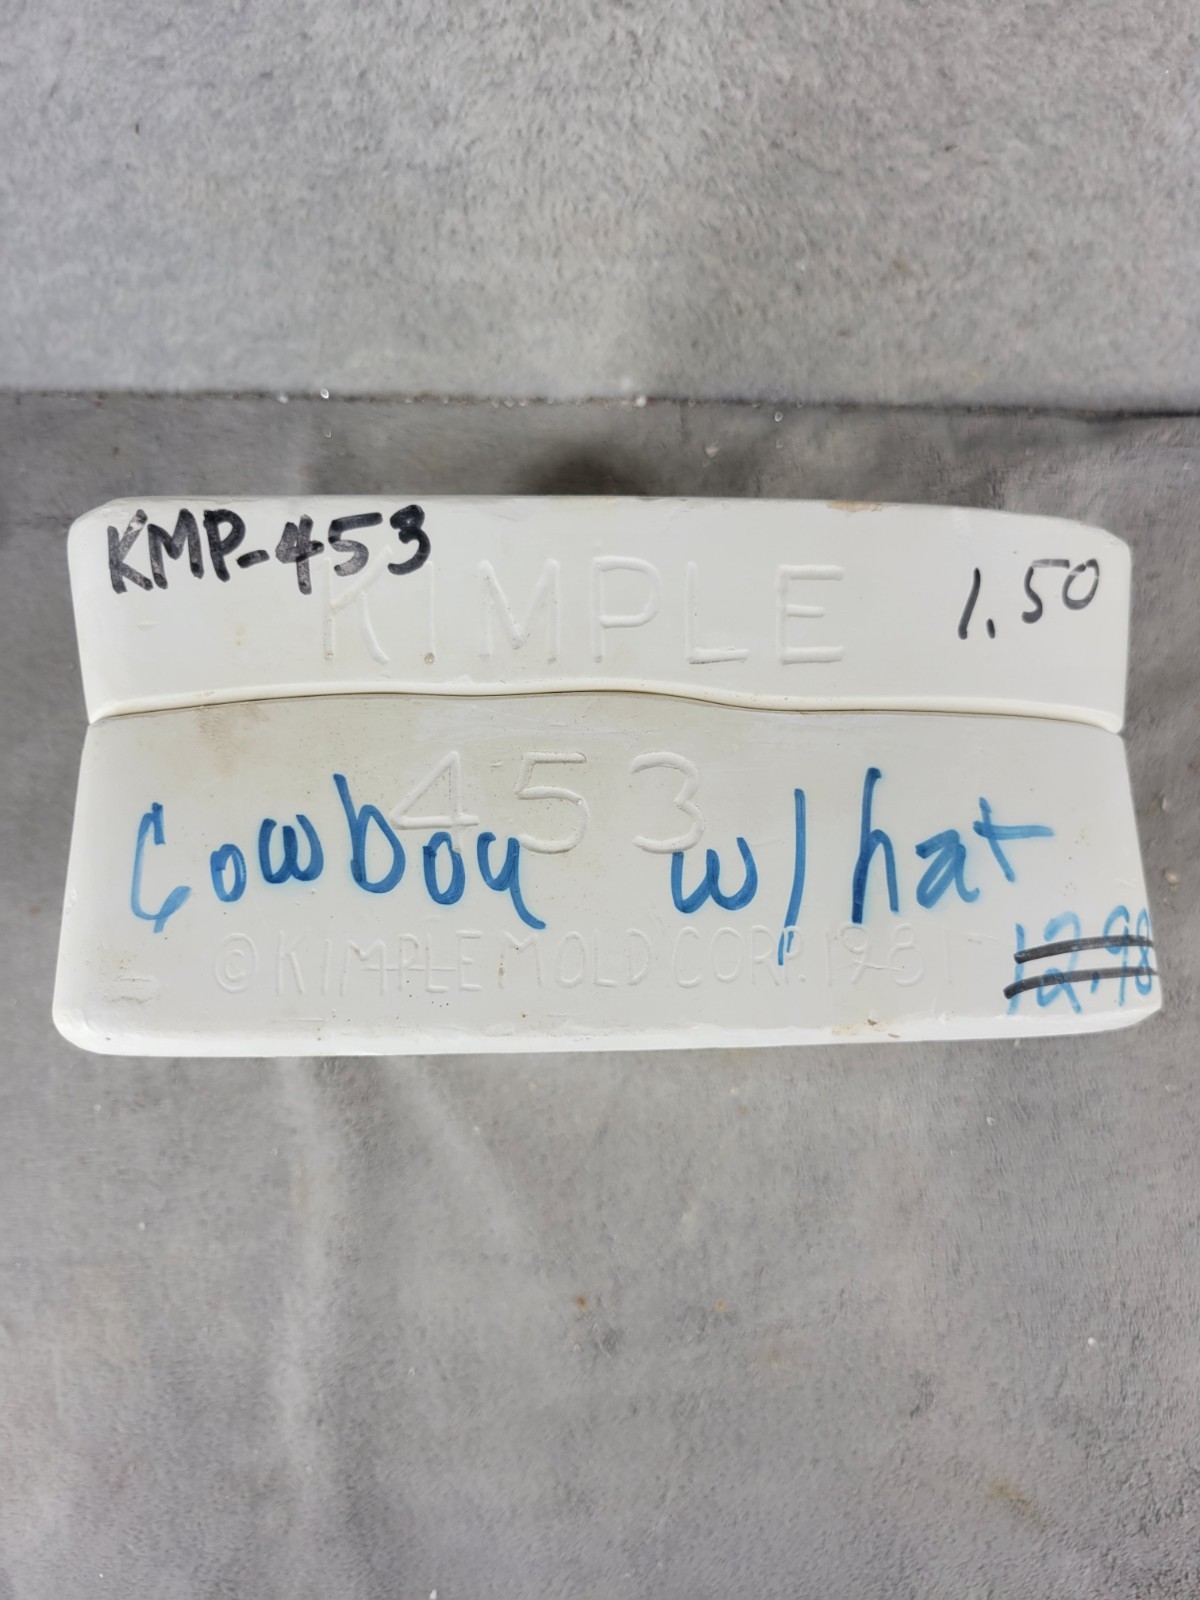 KMP-453
KIMPLE
1.50
453
Cowboy w/hat
© KIMPLE MOLD CORP. 1981
12.98